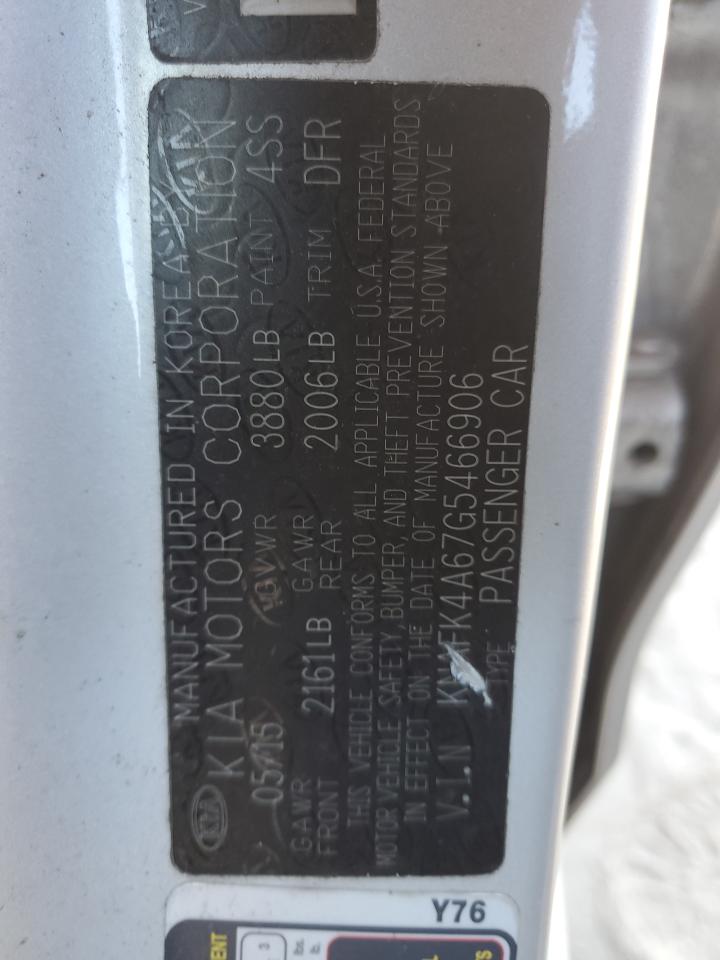 MANUFACTURED IN KOREA
KIA MOTORS CORPORATION
KIA
05/15 GVWR 3880LB PAINT 4SS
GAWR FRONT 2161LB GAWR REAR 2006LB TRIM DFR
THIS VEHICLE CONFORMS TO ALL APPLICABLE U.S.A. FEDERAL
MOTOR VEHICLE SAFETY, BUMPER, AND THEFT PREVENTION STANDARDS
IN EFFECT ON THE DATE OF MANUFACTURE SHOWN ABOVE
V.I.N KNAFK4A67G5466906
TYPE PASSENGER CAR
Y76